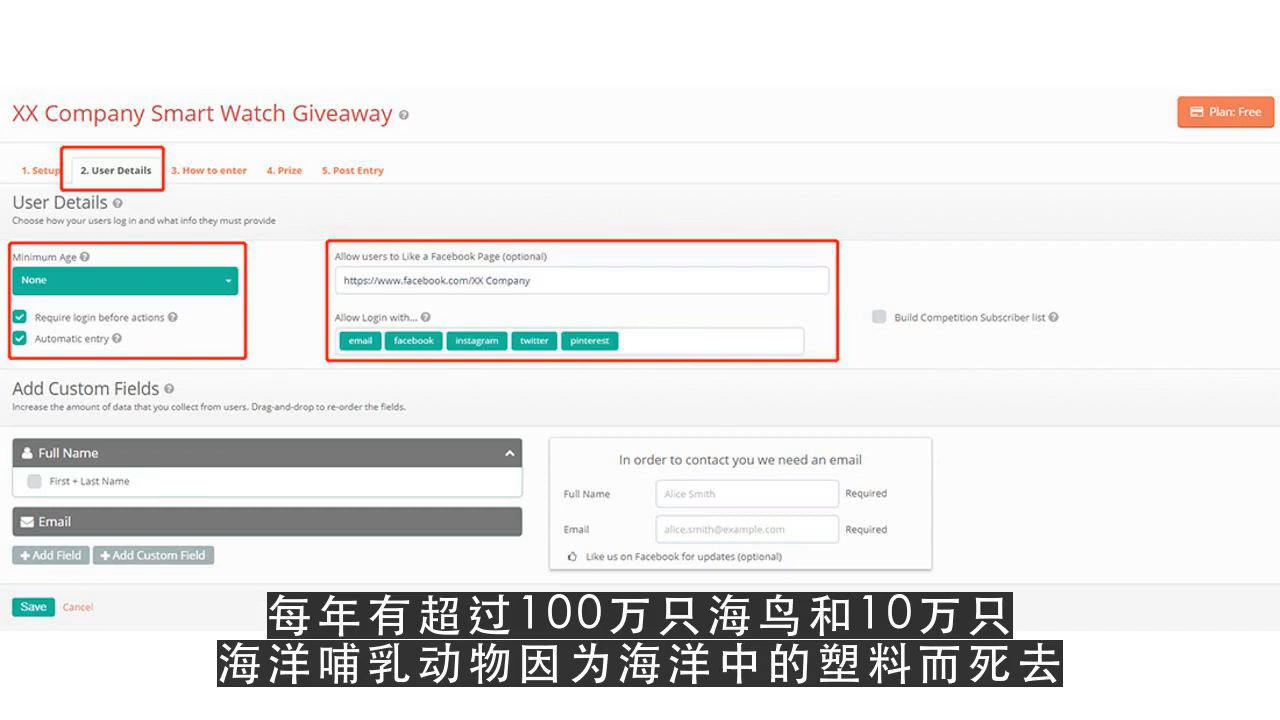 XX Company Smart Watch Giveaway
Plan: Free
1. Setup 2. User Details 3. How to enter 4. Prize 5. Post Entry
User Details
Choose how your users log in and what info they must provide
Minimum Age
None
Require login before actions
Automatic entry
Allow users to Like a Facebook Page (optional)
https://www.facebook.com/XX Company
Allow Login with...
email facebook instagram twitter pinterest
Build Competition Subscriber list
Add Custom Fields
Increase the amount of data that you collect from users. Drag-and-drop to re-order the fields.
Full Name
First + Last Name
Email
+ Add Field + Add Custom Field
In order to contact you we need an email
Full Name Alice Smith Required
Email alice.smith@example.com Required
Like us on Facebook for updates (optional)
Save Cancel
每年有超过100万只海鸟和10万只
海洋哺乳动物因为海洋中的塑料而死去